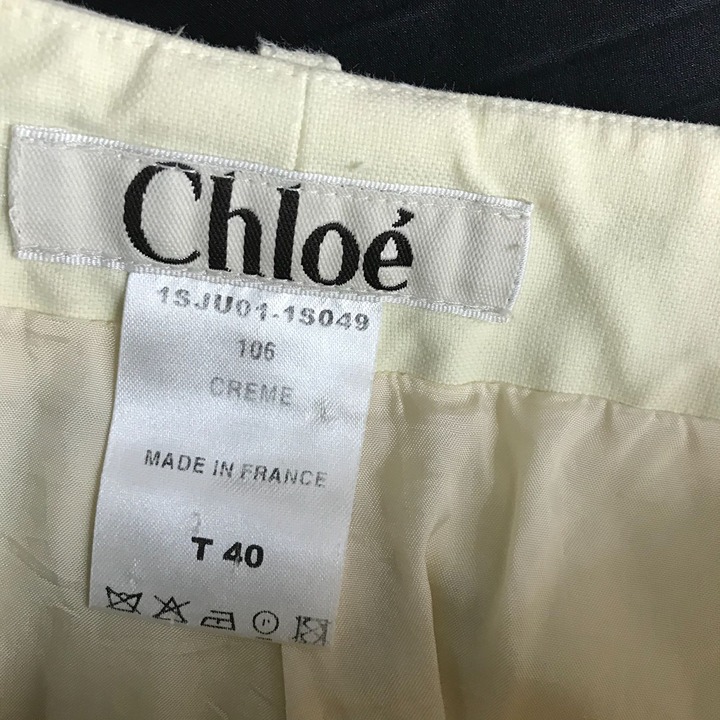 Chloé
1SJU01-1S049
106
CREME
MADE IN FRANCE
T 40